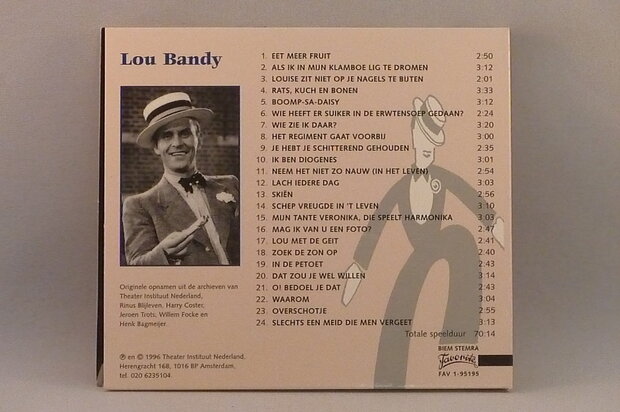 Lou Bandy
1. EET MEER FRUIT 2:50
2. ALS IK IN MIJN KLAMBOE LIG TE DROMEN 3:12
3. LOUISE ZIT NIET OP JE NAGELS TE BIJTEN 2:01
4. RATS, KUCH EN BONEN 3:33
5. BOOMP-SA-DAISY 3:12
6. WIE HEEFT ER SUIKER IN DE ERWTENSOEP GEDAAN? 2:24
7. WIE ZIE IK DAAR? 3:20
8. HET REGIMENT GAAT VOORBIJ 3:00
9. JE HEBT JE SCHITTEREND GEHOUDEN 2:35
10. IK BEN DIOGENES 3:01
11. NEEM HET NIET ZO NAUW (IN HET LEVEN) 2:54
12. LACH IEDERE DAG 3:03
13. SKIËN 2:56
14. SCHEP VREUGDE IN 'T LEVEN 3:10
15. MIJN TANTE VERONIKA, DIE SPEELT HARMONIKA 3:03
16. MAG IK VAN U EEN FOTO? 2:47
17. LOU MET DE GEIT 2:41
18. ZOEK DE ZON OP 2:40
19. IN DE PETOET 2:43
20. DAT ZOU JE WEL WILLEN 3:14
21. O! BEDOEL JE DAT 2:43
22. WAAROM 3:04
23. OVERSCHOTJE 2:55
24. SLECHTS EEN MEID DIE MEN VERGEET 3:13
Totale speelduur 70:14
Originele opnamen uit de archieven van
Theater Instituut Nederland,
Rinus Blijleven, Harry Coster,
Jeroen Trots, Willem Focke en
Henk Bagmeijer.
℗ en © 1996 Theater Instituut Nederland,
Herengracht 168, 1016 BP Amsterdam,
tel. 020 6235104
BIEM STEMRA
Favoriet
FAV 1-95195